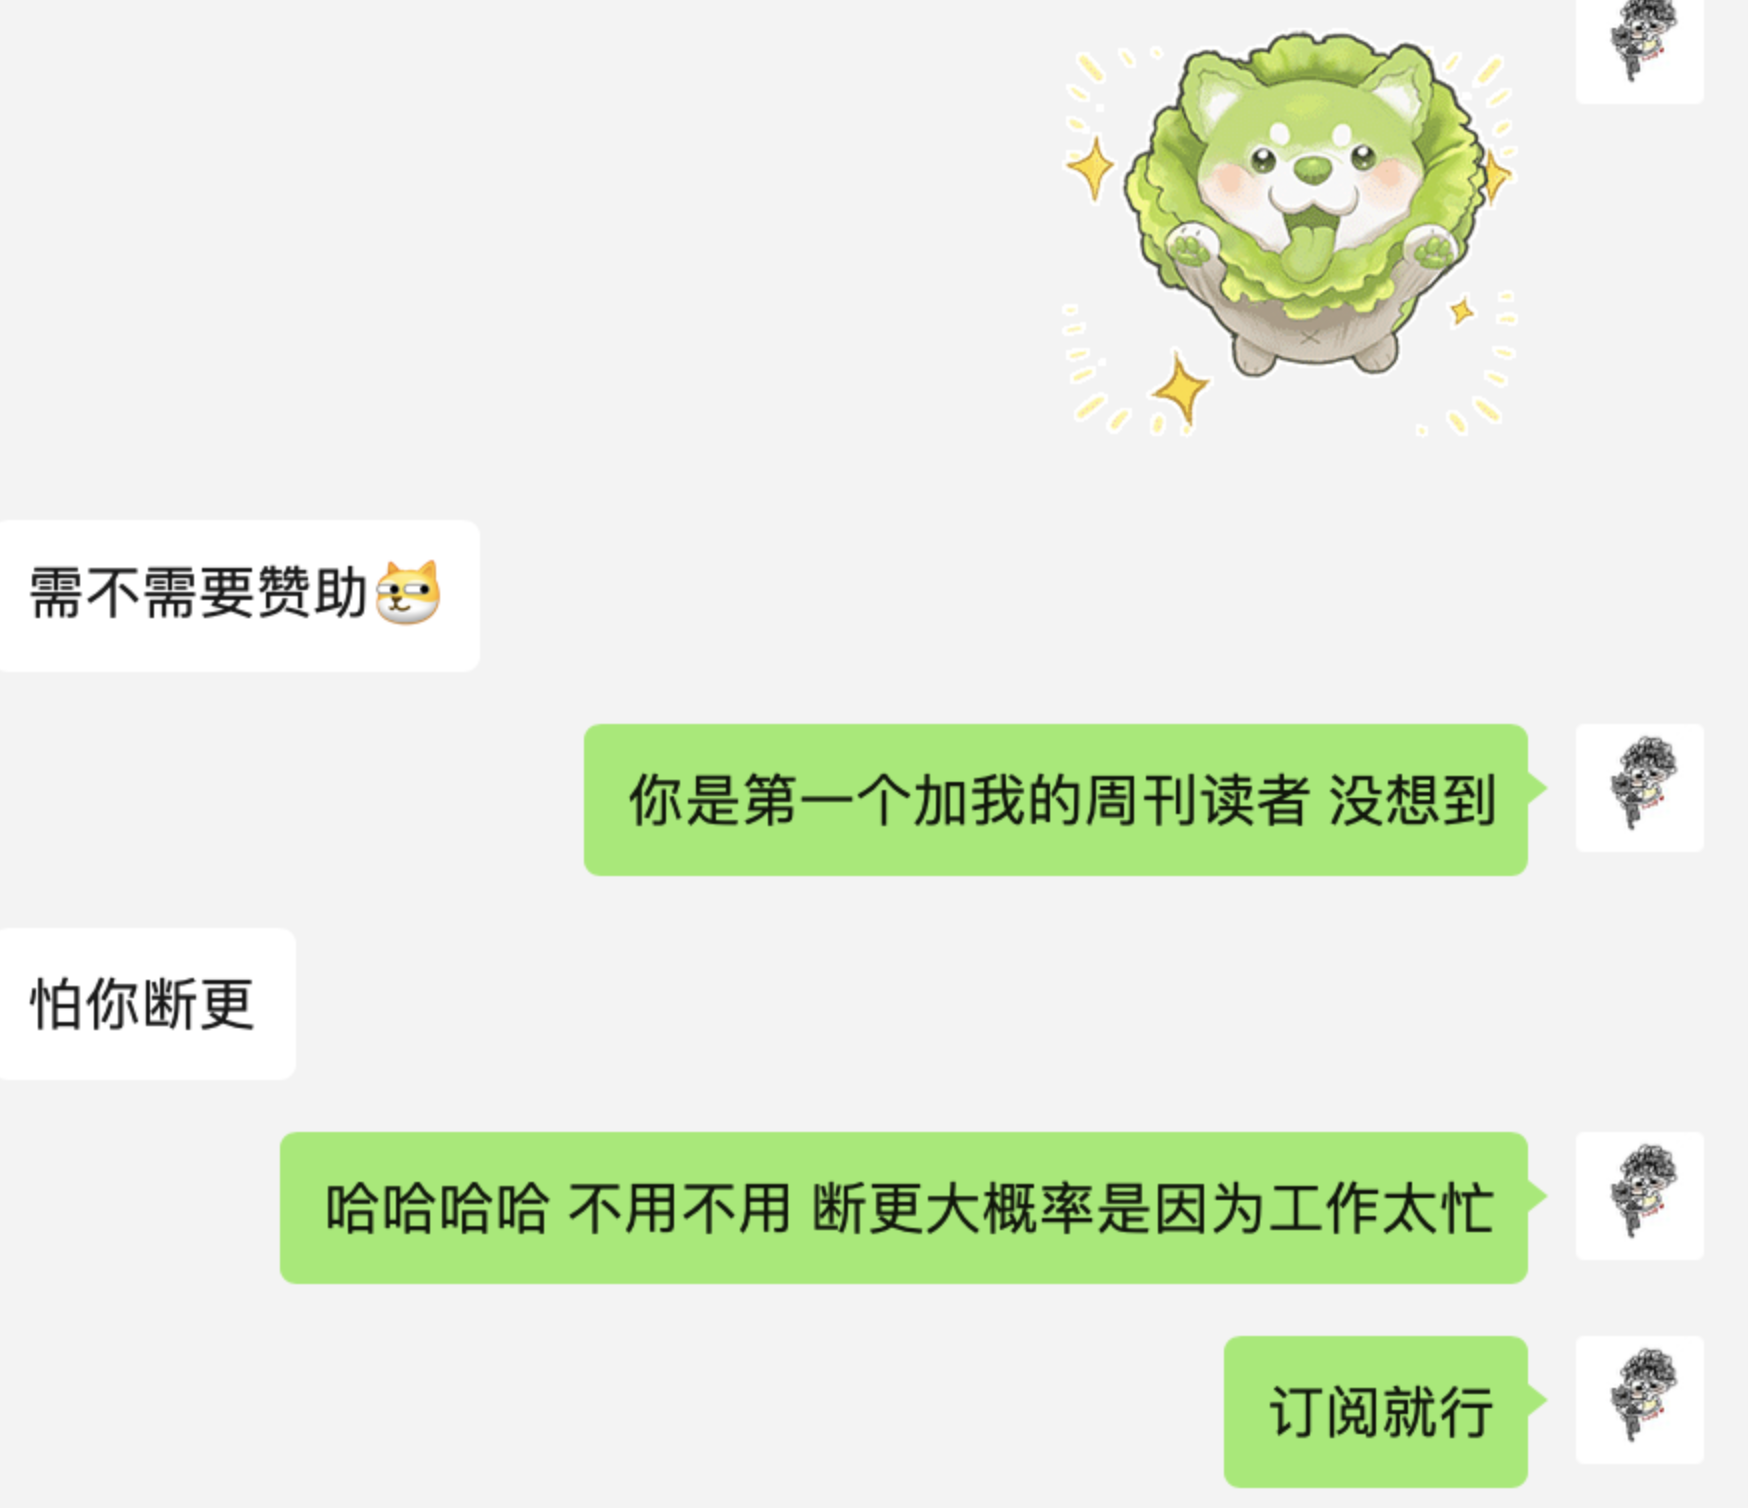 需不需要赞助
你是第一个加我的周刊读者 没想到
怕你断更
哈哈哈哈 不用不用 断更大概率是因为工作太忙
订阅就行